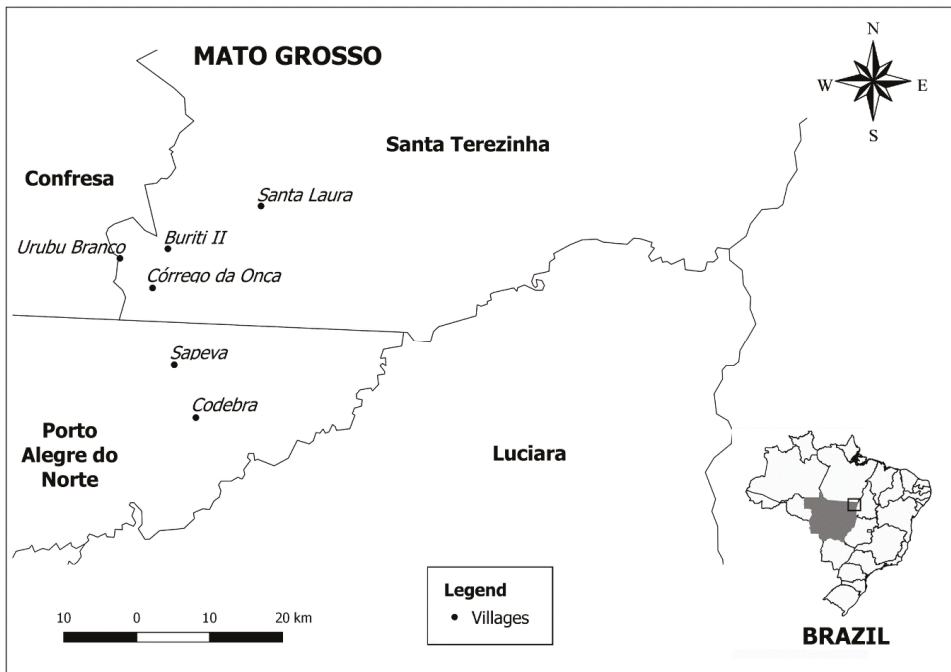 MATO GROSSO
N
W
E
S
Santa Terezinha
Confresa
Santa Laura
Buriti II
Urubu Branco
Córrego da Onca
Sapeva
Codebra
Porto
Alegre do
Norte
Luciara
Legend
Villages
10 0 10 20 km
BRAZIL